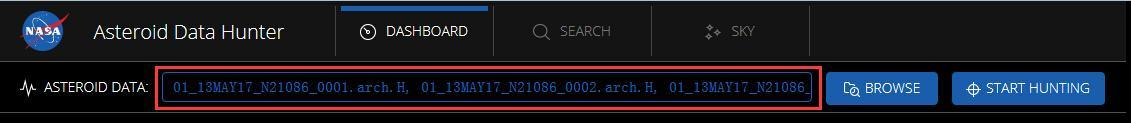 NASA Asteroid Data Hunter DASHBOARD SEARCH SKY
ASTEROID DATA: 01_13MAY17_N21086_0001.arch.H, 01_13MAY17_N21086_0002.arch.H, 01_13MAY17_N21086_ BROWSE START HUNTING